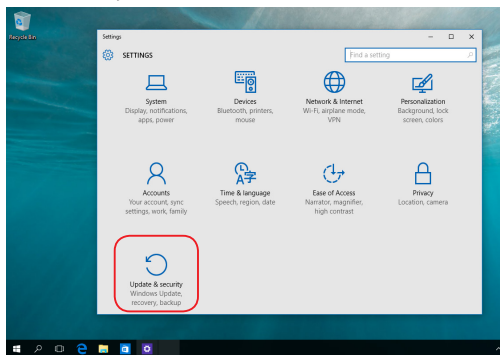 Recycle Bin
Settings
SETTINGS
Find a setting
System
Display, notifications,
apps, power
Devices
Bluetooth, printers,
mouse
Network & Internet
Wi-Fi, airplane mode,
VPN
Personalization
Background, lock
screen, colors
Accounts
Your account, sync
settings, work, family
Time & language
Speech, region, date
Ease of Access
Narrator, magnifier,
high contrast
Privacy
Location, camera
Update & security
Windows Update,
recovery, backup